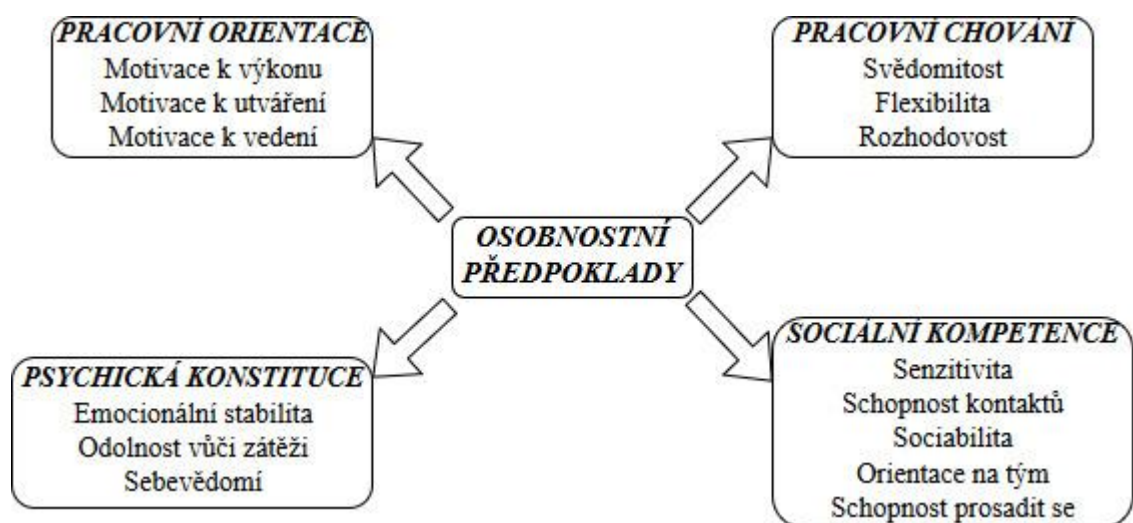 PRACOVNÍ ORIENTACE
Motivace k výkonu
Motivace k utváření
Motivace k vedení
PRACOVNÍ CHOVÁNÍ
Svědomitost
Flexibilita
Rozhodovost
OSOBNOSTNÍ
PŘEDPOKLADY
PSYCHICKÁ KONSTITUCE
Emocionální stabilita
Odolnost vůči zátěži
Sebevědomí
SOCIÁLNÍ KOMPETENCE
Senzitivita
Schopnost kontaktů
Sociabilita
Orientace na tým
Schopnost prosadit se